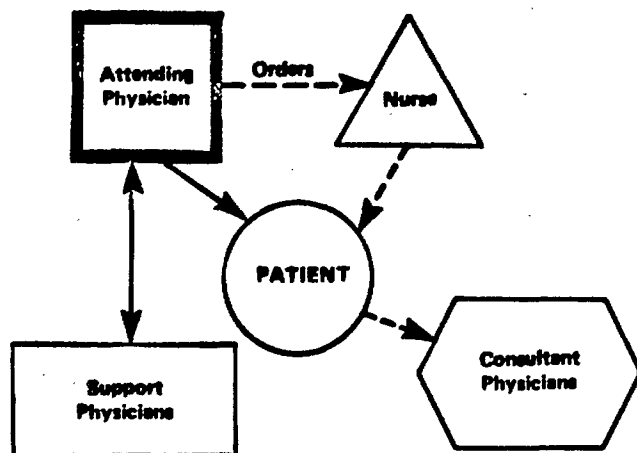 Attending
Physician
Orders
Nurse
PATIENT
Support
Physicians
Consultant
Physicians